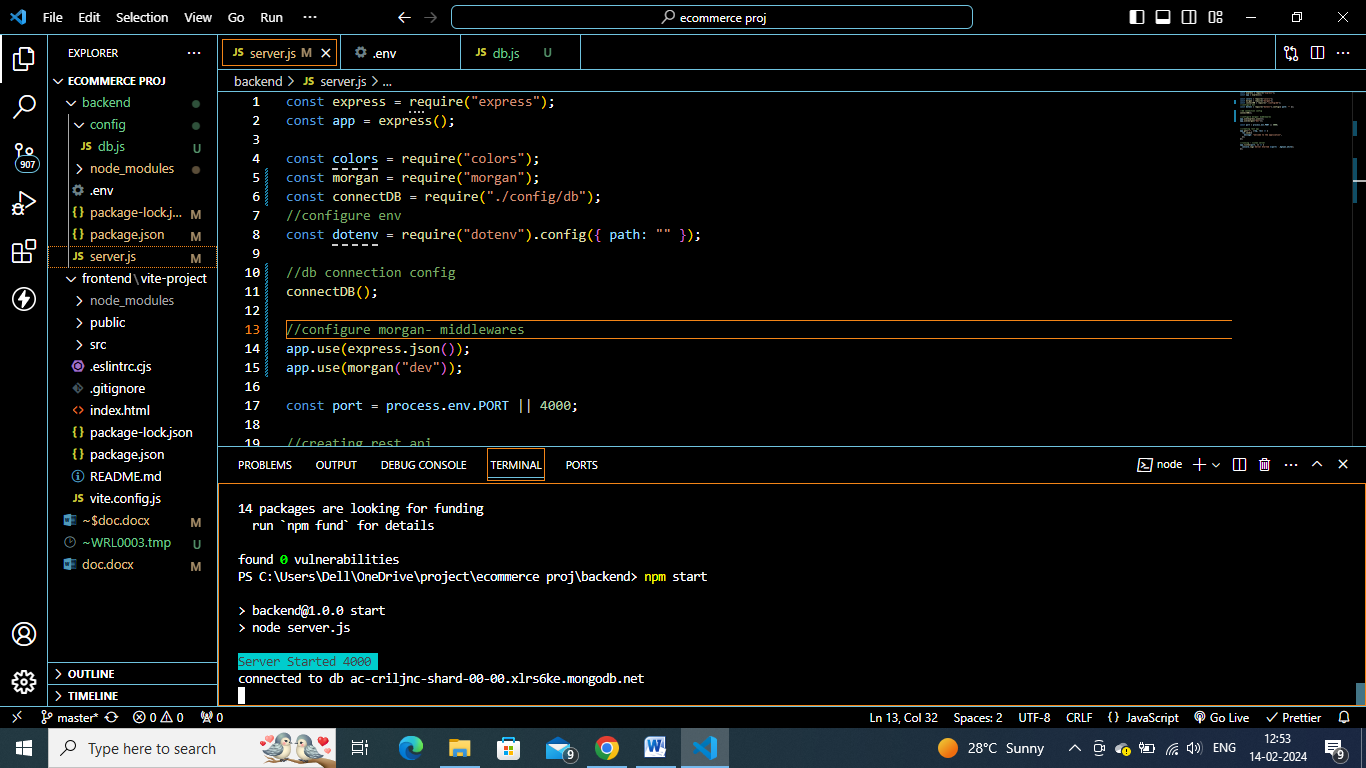 File Edit Selection View Go Run ··· ecommerce proj
EXPLORER ···
ECOMMERCE PROJ
backend
config
JS db.js U
node_modules
.env
{} package-lock.j... M
{} package.json M
JS server.js M
frontend\vite-project
node_modules
public
src
.eslintrc.cjs
.gitignore
<> index.html
{} package-lock.json
{} package.json
README.md
JS vite.config.js
~$doc.docx M
~WRL0003.tmp U
doc.docx M
OUTLINE
TIMELINE
907
JS server.js M .env JS db.js U
backend > JS server.js > ...
1 const express = require("express");
2 const app = express();
3
4 const colors = require("colors");
5 const morgan = require("morgan");
6 const connectDB = require("./config/db");
7 //configure env
8 const dotenv = require("dotenv").config({ path: "" });
9
10 //db connection config
11 connectDB();
12
13 //configure morgan- middlewares
14 app.use(express.json());
15 app.use(morgan("dev"));
16
17 const port = process.env.PORT || 4000;
18
19 //creating rest api
PROBLEMS OUTPUT DEBUG CONSOLE TERMINAL PORTS node
14 packages are looking for funding
run `npm fund` for details
found 0 vulnerabilities
PS C:\Users\Dell\OneDrive\project\ecommerce proj\backend> npm start
> backend@1.0.0 start
> node server.js
Server Started 4000
connected to db ac-criljnc-shard-00-00.xlrs6ke.mongodb.net
master* 0 0 0 Ln 13, Col 32 Spaces: 2 UTF-8 CRLF {} JavaScript Go Live Prettier
Type here to search 9 28°C Sunny ENG 12:53 9
14-02-2024